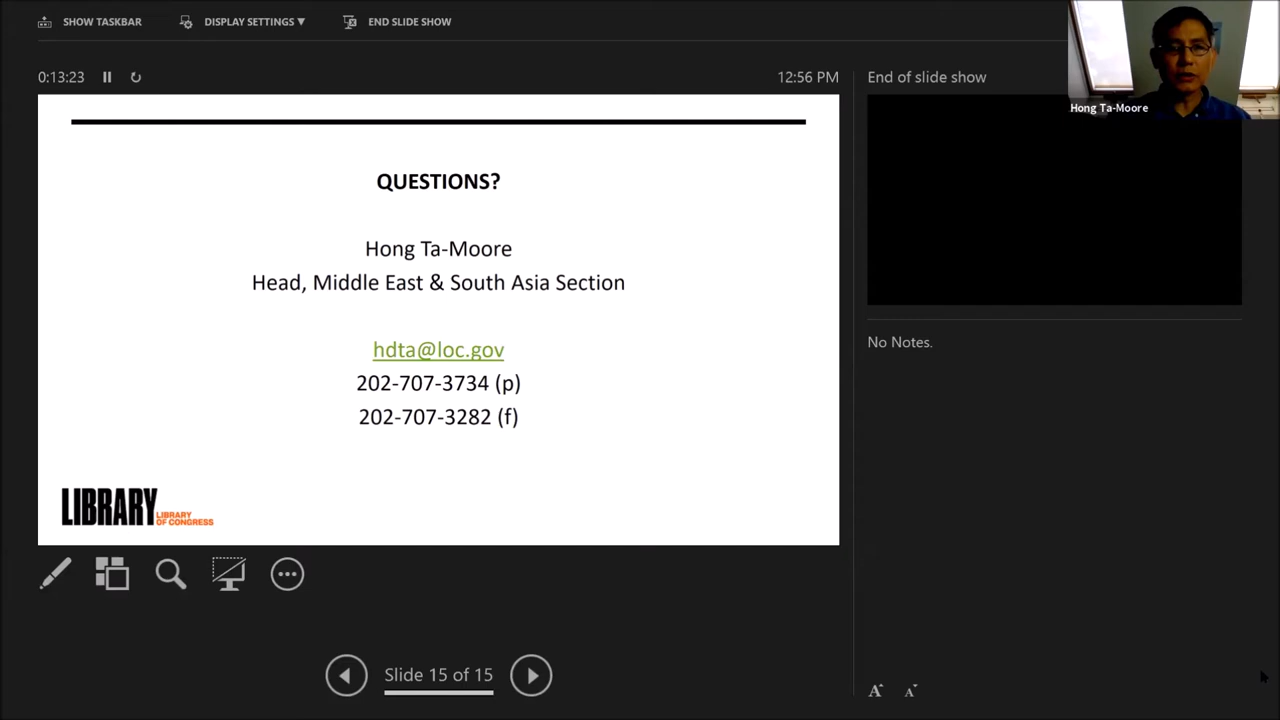 SHOW TASKBAR
DISPLAY SETTINGS ▼
END SLIDE SHOW
0:13:23
12:56 PM
End of slide show
Hong Ta-Moore
QUESTIONS?
Hong Ta-Moore
Head, Middle East & South Asia Section
hdta@loc.gov
202-707-3734 (p)
202-707-3282 (f)
LIBRARY
LIBRARY
OF CONGRESS
No Notes.
Slide 15 of 15
A A